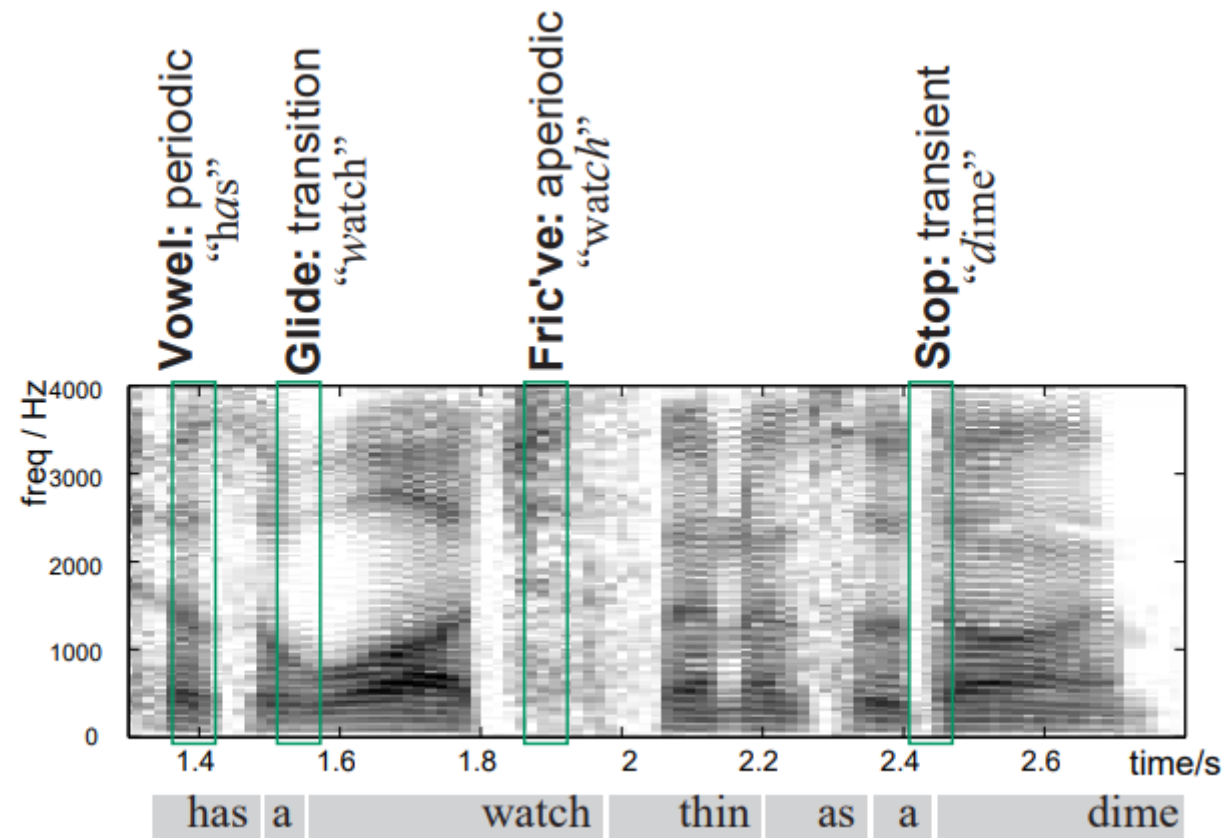 Vowel: periodic
“has”
Glide: transition
“watch”
Fric've: aperiodic
“watch”
Stop: transient
“dime”
freq / Hz
4000
3000
2000
1000
0
1.4 1.6 1.8 2 2.2 2.4 2.6 time/s
has a watch thin as a dime